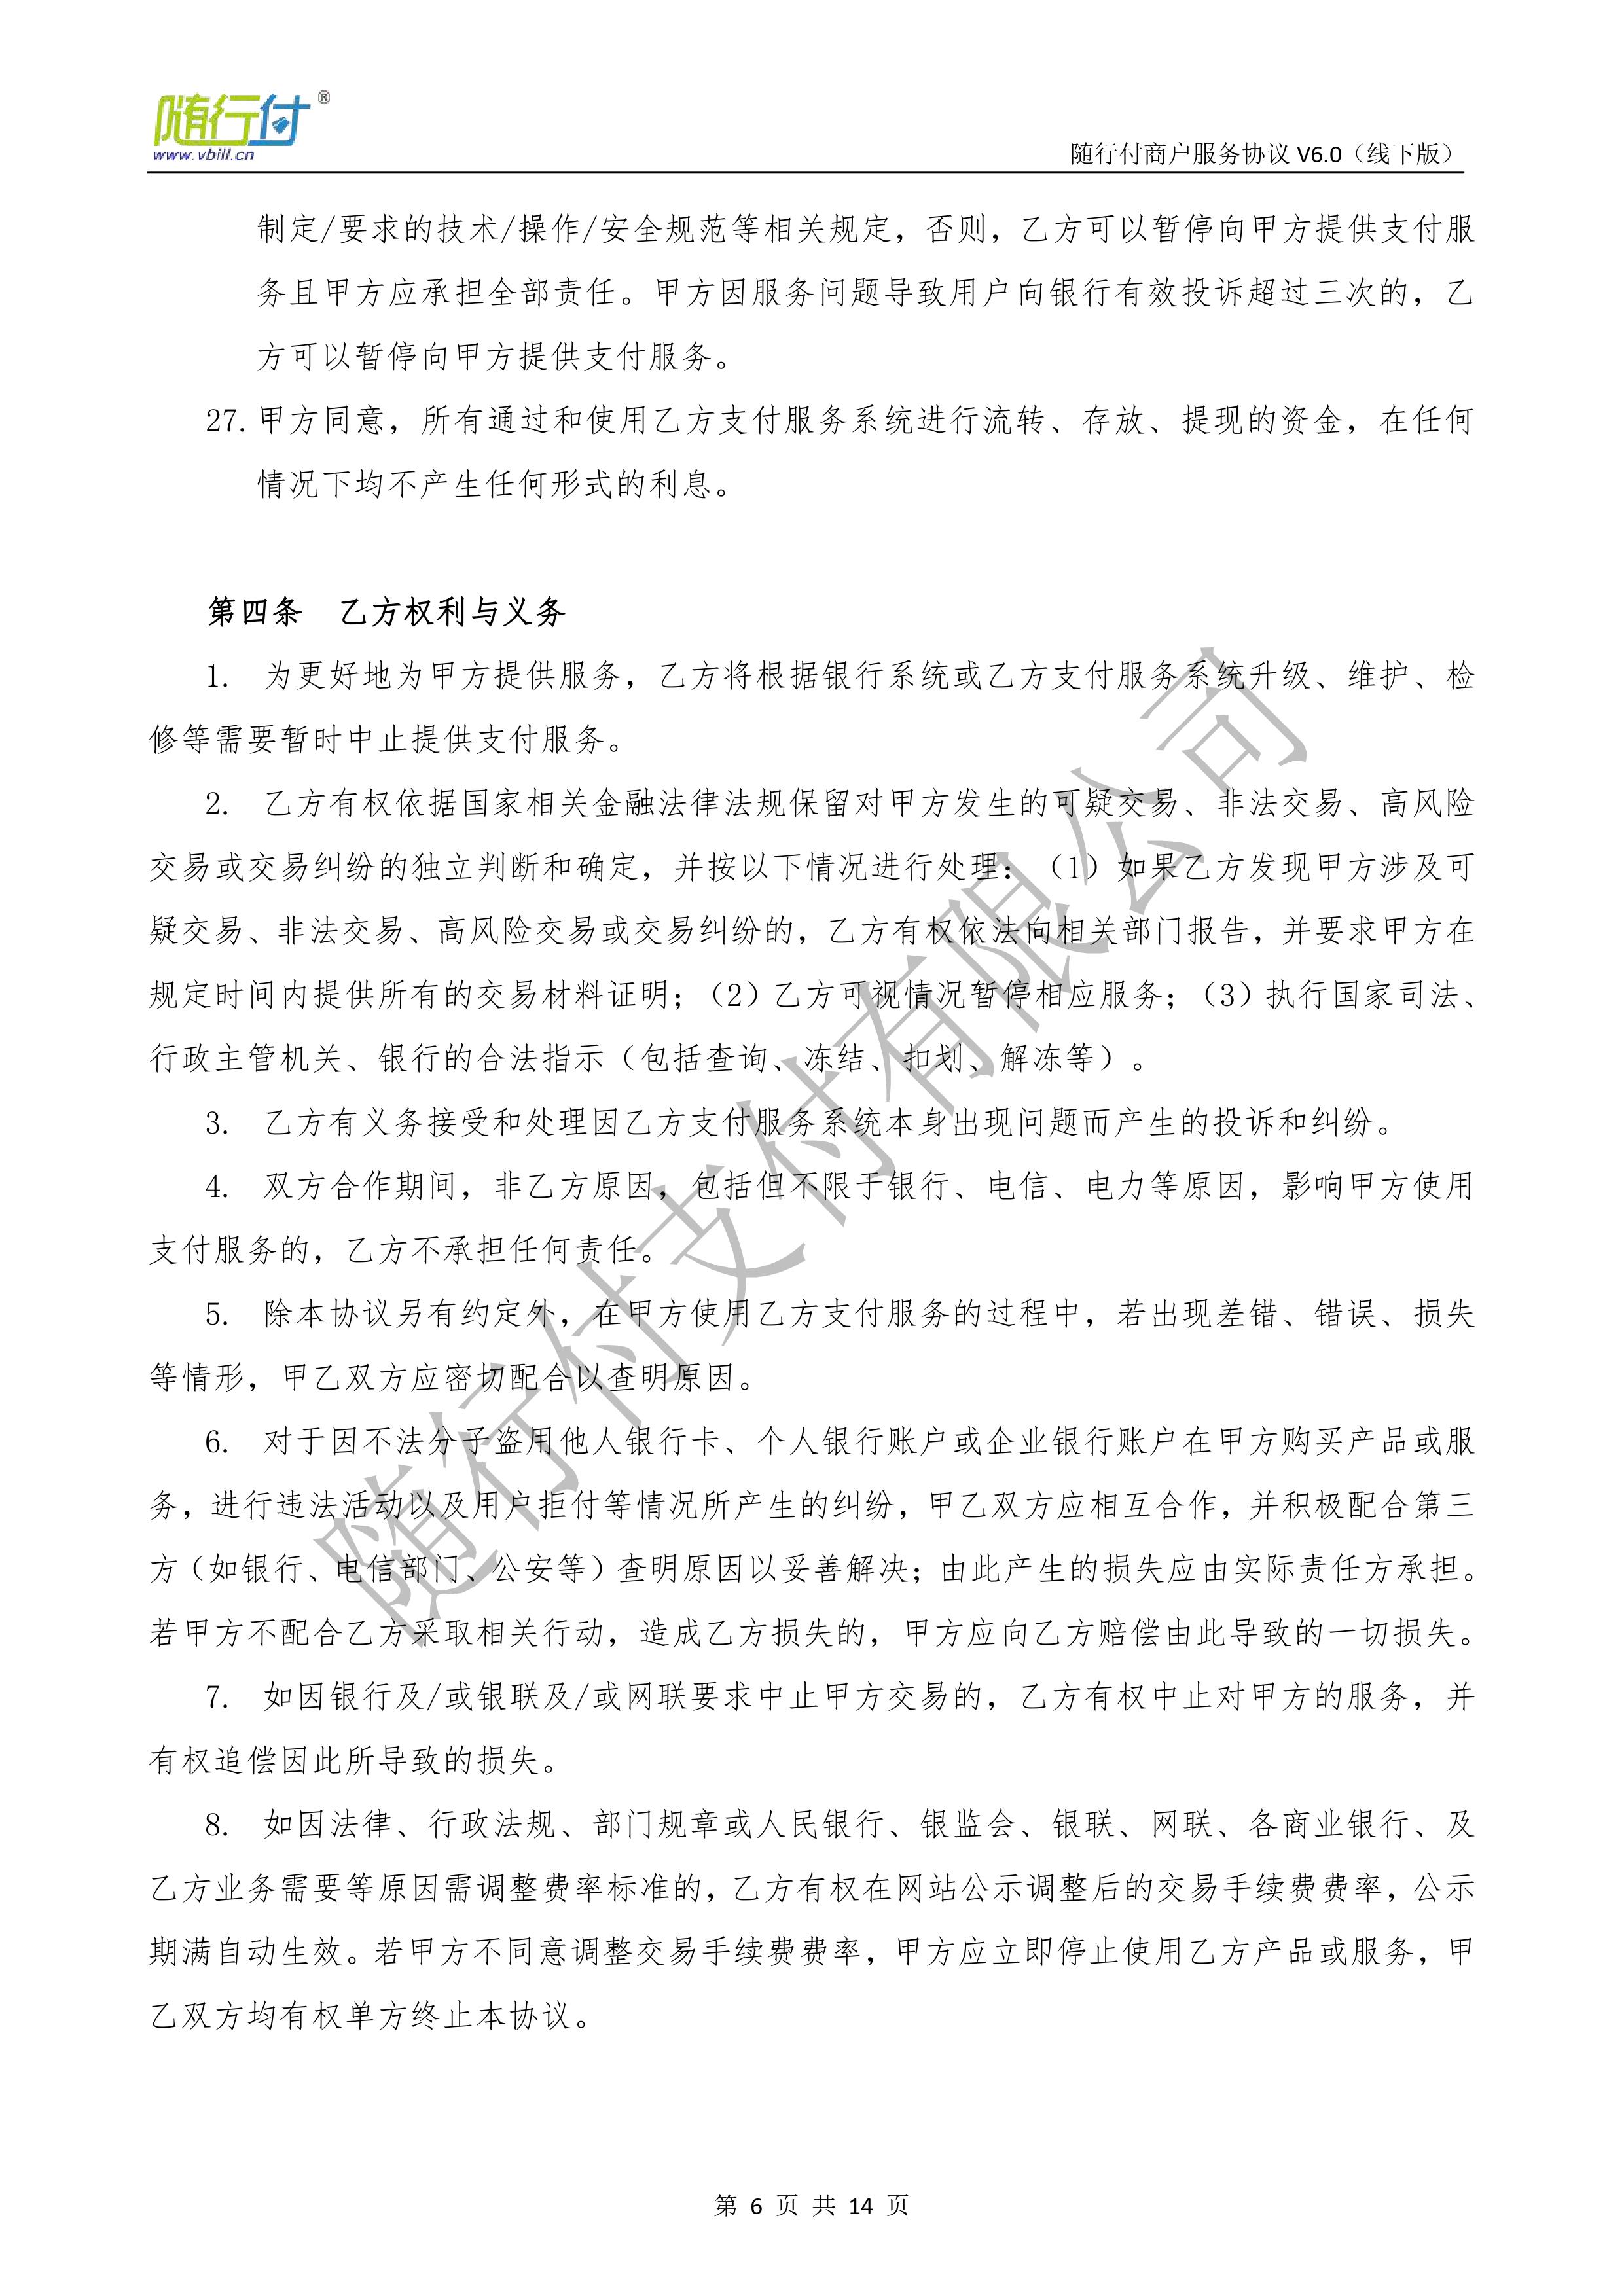 随行付®
www.vbill.cn
随行付商户服务协议 V6.0（线下版）
制定/要求的技术/操作/安全规范等相关规定，否则，乙方可以暂停向甲方提供支付服
务且甲方应承担全部责任。甲方因服务问题导致用户向银行有效投诉超过三次的，乙
方可以暂停向甲方提供支付服务。
27. 甲方同意，所有通过和使用乙方支付服务系统进行流转、存放、提现的资金，在任何
情况下均不产生任何形式的利息。
第四条 乙方权利与义务
1. 为更好地为甲方提供服务，乙方将根据银行系统或乙方支付服务系统升级、维护、检
修等需要暂时中止提供支付服务。
2. 乙方有权依据国家相关金融法律法规保留对甲方发生的可疑交易、非法交易、高风险
交易或交易纠纷的独立判断和确定，并按以下情况进行处理：（1）如果乙方发现甲方涉及可
疑交易、非法交易、高风险交易或交易纠纷的，乙方有权依法向相关部门报告，并要求甲方在
规定时间内提供所有的交易材料证明；（2）乙方可视情况暂停相应服务；（3）执行国家司法、
行政主管机关、银行的合法指示（包括查询、冻结、扣划、解冻等）。
3. 乙方有义务接受和处理因乙方支付服务系统本身出现问题而产生的投诉和纠纷。
4. 双方合作期间，非乙方原因，包括但不限于银行、电信、电力等原因，影响甲方使用
支付服务的，乙方不承担任何责任。
5. 除本协议另有约定外，在甲方使用乙方支付服务的过程中，若出现差错、错误、损失
等情形，甲乙双方应密切配合以查明原因。
6. 对于因不法分子盗用他人银行卡、个人银行账户或企业银行账户在甲方购买产品或服
务，进行违法活动以及用户拒付等情况所产生的纠纷，甲乙双方应相互合作，并积极配合第三
方（如银行、电信部门、公安等）查明原因以妥善解决；由此产生的损失应由实际责任方承担。
若甲方不配合乙方采取相关行动，造成乙方损失的，甲方应向乙方赔偿由此导致的一切损失。
7. 如因银行及/或银联及/或网联要求中止甲方交易的，乙方有权中止对甲方的服务，并
有权追偿因此所导致的损失。
8. 如因法律、行政法规、部门规章或人民银行、银监会、银联、网联、各商业银行、及
乙方业务需要等原因需调整费率标准的，乙方有权在网站公示调整后的交易手续费费率，公示
期满自动生效。若甲方不同意调整交易手续费费率，甲方应立即停止使用乙方产品或服务，甲
乙双方均有权单方终止本协议。
随行付支付有限公司
第 6 页 共 14 页